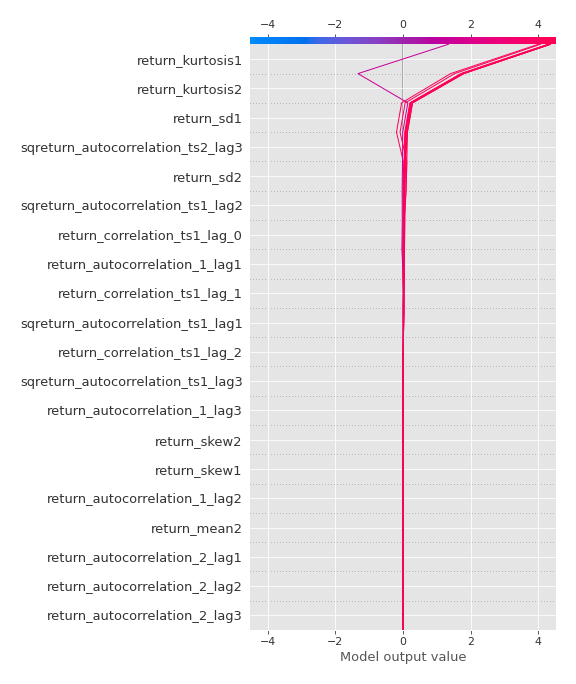 −4 −2 0 2 4
return_kurtosis1
return_kurtosis2
return_sd1
sqreturn_autocorrelation_ts2_lag3
return_sd2
sqreturn_autocorrelation_ts1_lag2
return_correlation_ts1_lag_0
return_autocorrelation_1_lag1
return_correlation_ts1_lag_1
sqreturn_autocorrelation_ts1_lag1
return_correlation_ts1_lag_2
sqreturn_autocorrelation_ts1_lag3
return_autocorrelation_1_lag3
return_skew2
return_skew1
return_autocorrelation_1_lag2
return_mean2
return_autocorrelation_2_lag1
return_autocorrelation_2_lag2
return_autocorrelation_2_lag3
−4 −2 0 2 4
Model output value